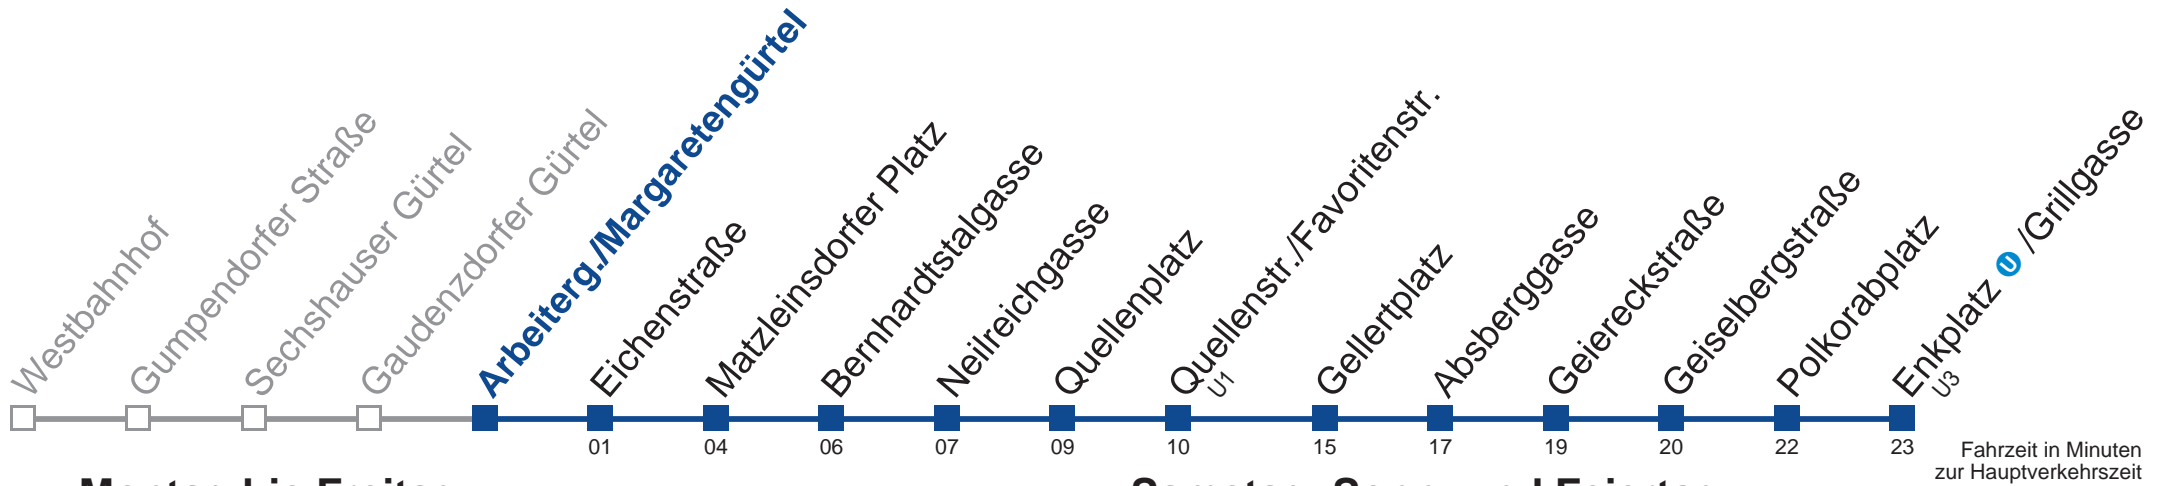 Westbahnhof
Gumpendorfer Straße
Sechshauser Gürtel
Gaudenzdorfer Gürtel
Arbeiterg./Margaretengürtel
Eichenstraße
Matzleinsdorfer Platz
Bernhardtstalgasse
Neilreichgasse
Quellenplatz
Quellenstr./Favoritenstr.
U1
Gellertplatz
Absberggasse
Geiereckstraße
Geiselbergstraße
Polkorabplatz
Enkplatz U /Grillgasse
U3
01 04 06 07 09 10 15 17 19 20 22 23
Fahrzeit in Minuten
zur Hauptverkehrszeit